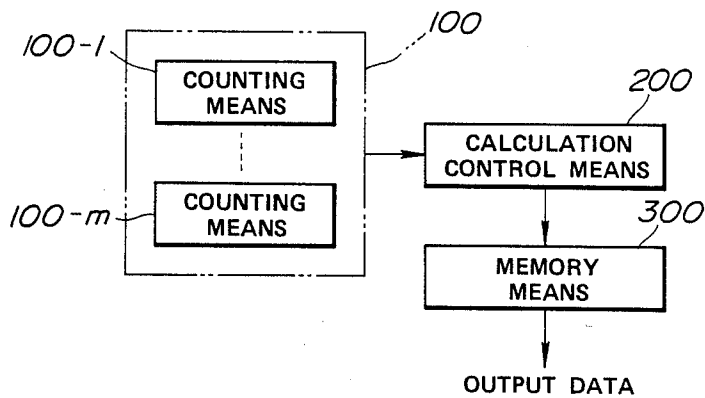 100
100-1
COUNTING
MEANS
200
CALCULATION
CONTROL MEANS
100-m
COUNTING
MEANS
300
MEMORY
MEANS
OUTPUT DATA